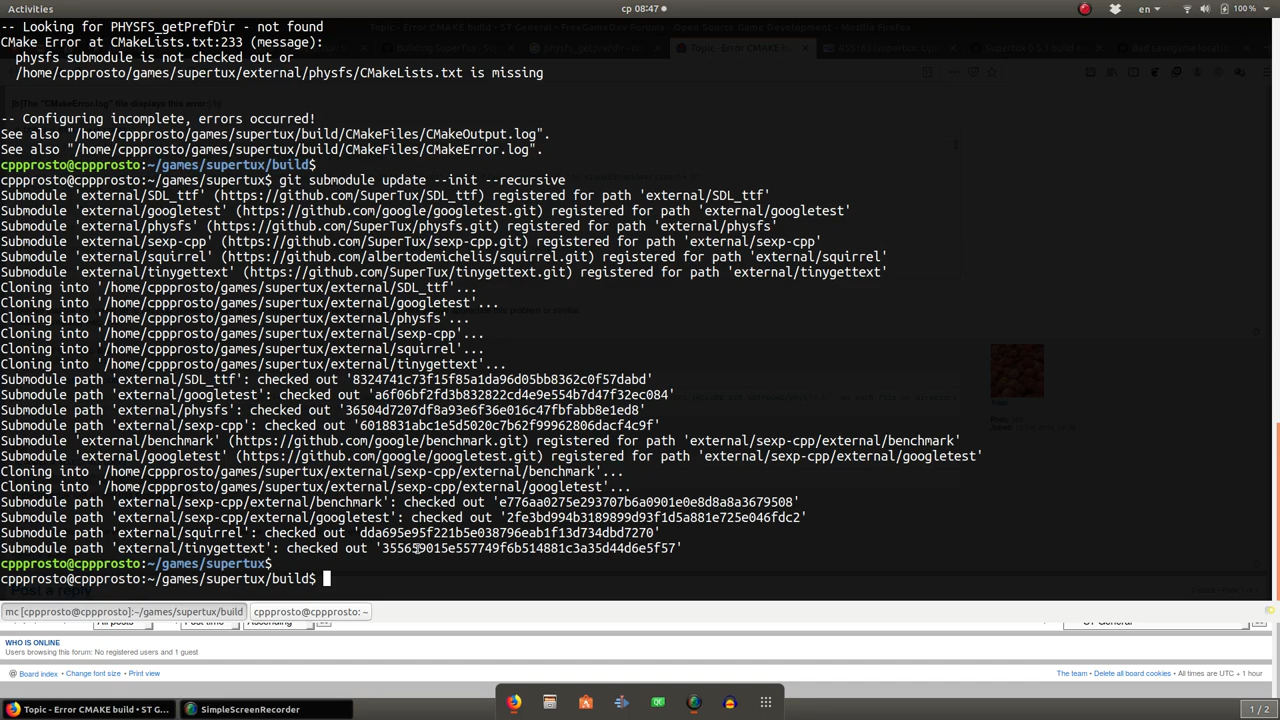 Activities
ср 08:47
en
100 %
-- Looking for PHYSFS_getPrefDir - not found
CMake Error at CMakeLists.txt:233 (message):
physfs submodule is not checked out or
/home/cppprosto/games/supertux/external/physfs/CMakeLists.txt is missing
-- Configuring incomplete, errors occurred!
See also "/home/cppprosto/games/supertux/build/CMakeFiles/CMakeOutput.log".
See also "/home/cppprosto/games/supertux/build/CMakeFiles/CMakeError.log".
cppprosto@cppprosto:~/games/supertux/build$
cppprosto@cppprosto:~/games/supertux$ git submodule update --init --recursive
Submodule 'external/SDL_ttf' (https://github.com/SuperTux/SDL_ttf) registered for path 'external/SDL_ttf'
Submodule 'external/googletest' (https://github.com/google/googletest.git) registered for path 'external/googletest'
Submodule 'external/physfs' (https://github.com/SuperTux/physfs.git) registered for path 'external/physfs'
Submodule 'external/sexp-cpp' (https://github.com/SuperTux/sexp-cpp.git) registered for path 'external/sexp-cpp'
Submodule 'external/squirrel' (https://github.com/albertodemichelis/squirrel.git) registered for path 'external/squirrel'
Submodule 'external/tinygettext' (https://github.com/SuperTux/tinygettext.git) registered for path 'external/tinygettext'
Cloning into '/home/cppprosto/games/supertux/external/SDL_ttf'...
Cloning into '/home/cppprosto/games/supertux/external/googletest'...
Cloning into '/home/cppprosto/games/supertux/external/physfs'...
Cloning into '/home/cppprosto/games/supertux/external/sexp-cpp'...
Cloning into '/home/cppprosto/games/supertux/external/squirrel'...
Cloning into '/home/cppprosto/games/supertux/external/tinygettext'...
Submodule path 'external/SDL_ttf': checked out '8324741c73f15f85a1da96d05bb8362c0f57dabd'
Submodule path 'external/googletest': checked out 'a6f06bf2fd3b832822cd4e9e554b7d47f32ec084'
Submodule path 'external/physfs': checked out '36504d7207df8a93e6f36e016c47fbfabb8e1ed8'
Submodule path 'external/sexp-cpp': checked out '6018831abc1e5d5020c7b62f99962806dacf4c9f'
Submodule 'external/benchmark' (https://github.com/google/benchmark.git) registered for path 'external/sexp-cpp/external/benchmark'
Submodule 'external/googletest' (https://github.com/google/googletest.git) registered for path 'external/sexp-cpp/external/googletest'
Cloning into '/home/cppprosto/games/supertux/external/sexp-cpp/external/benchmark'...
Cloning into '/home/cppprosto/games/supertux/external/sexp-cpp/external/googletest'...
Submodule path 'external/sexp-cpp/external/benchmark': checked out 'e776aa0275e293707b6a0901e0e8d8a8a3679508'
Submodule path 'external/sexp-cpp/external/googletest': checked out '2fe3bd994b3189899d93f1d5a881e725e046fdc2'
Submodule path 'external/squirrel': checked out 'dda695e95f221b5e038796eab1f13d734dbd7270'
Submodule path 'external/tinygettext': checked out '3556590 15e557749f6b514881c3a35d44d6e5f57'
cppprosto@cppprosto:~/games/supertux$
cppprosto@cppprosto:~/games/supertux/build$
Post a reply
mc [cppprosto@cppprosto]:~/games/supertux/build
cppprosto@cppprosto: ~
All posts Post time Ascending ST General
WHO IS ONLINE
Users browsing this forum: No registered users and 1 guest
Board index • Change font size • Print view
The team • Delete all board cookies • All times are UTC + 1 hour
Topic - Error CMAKE build • ST G...
SimpleScreenRecorder
1 / 2